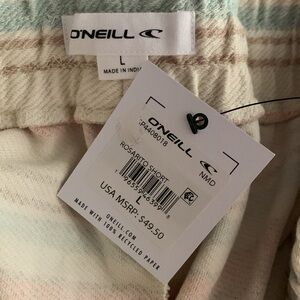 O'NEILL
L
MADE IN INDIA
O'NEILL
SP4408018
NMD
ROSARITO SHORT
L
USA MSRP: $49.50
ONEILL.COM
MADE WITH 100% RECYCLED PAPER